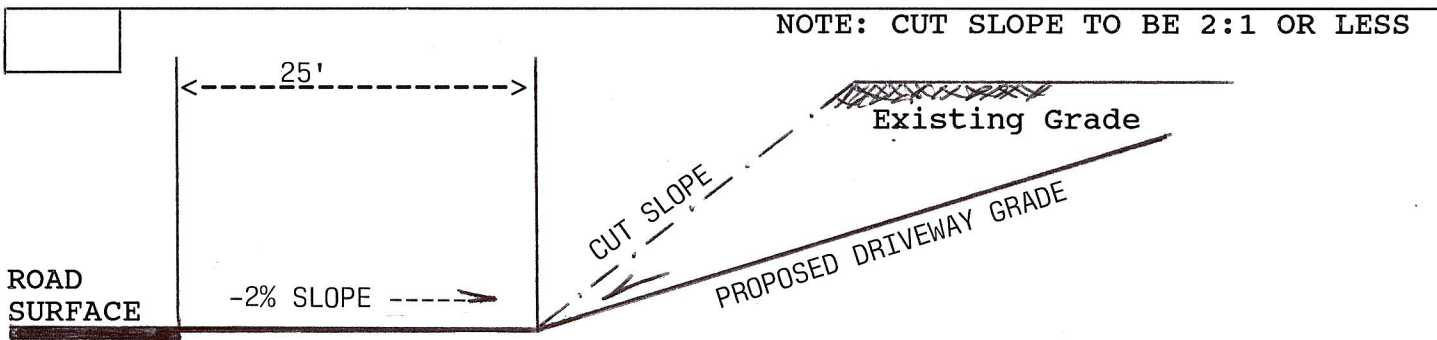 NOTE: CUT SLOPE TO BE 2:1 OR LESS
25'
Existing Grade
CUT SLOPE
PROPOSED DRIVEWAY GRADE
ROAD
SURFACE
-2% SLOPE